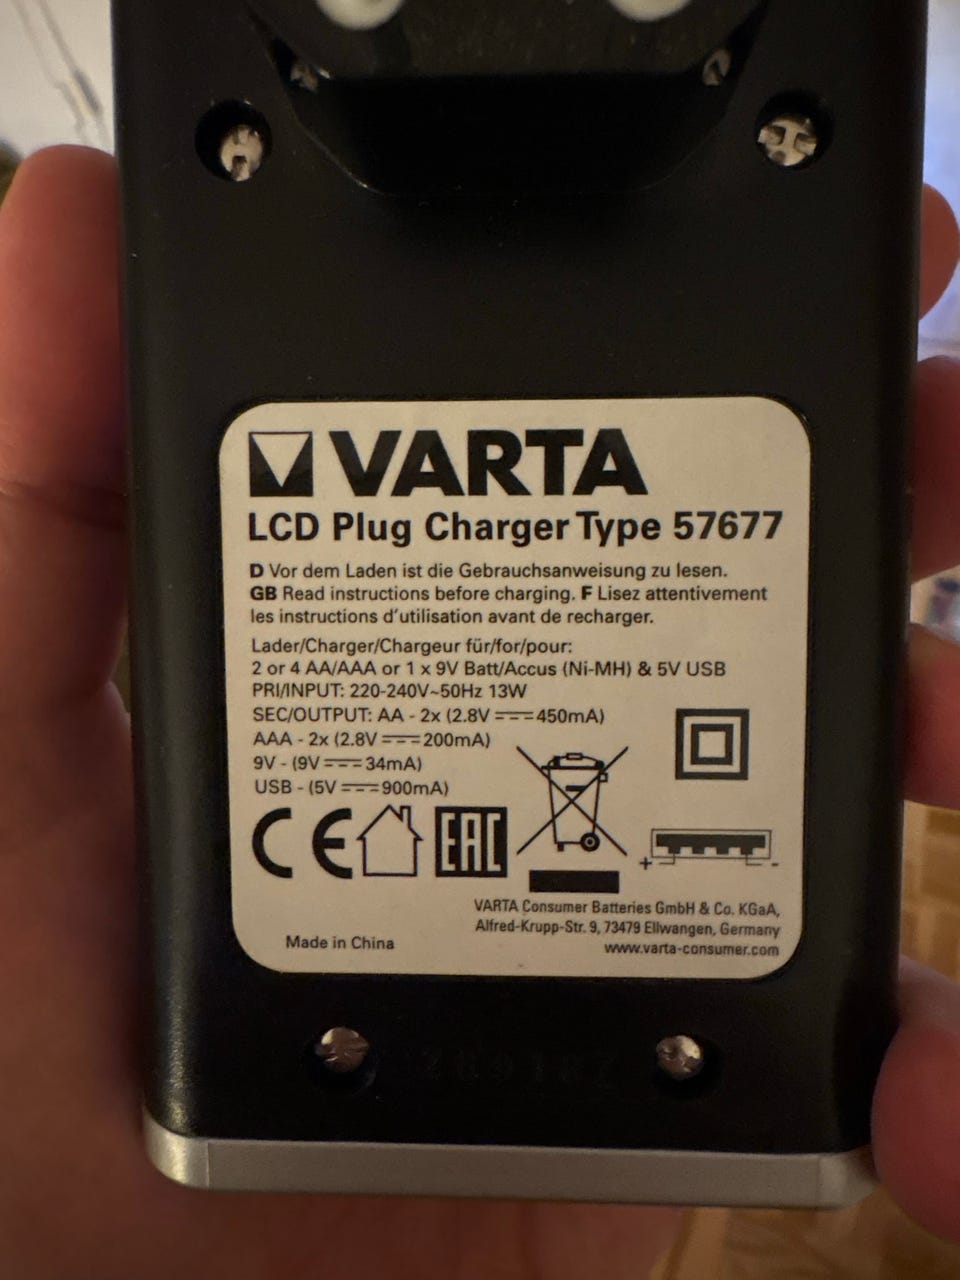 VARTA
LCD Plug Charger Type 57677
D Vor dem Laden ist die Gebrauchsanweisung zu lesen.
GB Read instructions before charging. F Lisez attentivement
les instructions d'utilisation avant de recharger.
Lader/Charger/Chargeur für/for/pour:
2 or 4 AA/AAA or 1 x 9V Batt/Accus (Ni-MH) & 5V USB
PRI/INPUT: 220-240V~50Hz 13W
SEC/OUTPUT: AA - 2x (2.8V ⎓ 450mA)
AAA - 2x (2.8V ⎓ 200mA)
9V - (9V ⎓ 34mA)
USB - (5V ⎓ 900mA)
CE EAC
+ -
VARTA Consumer Batteries GmbH & Co. KGaA,
Alfred-Krupp-Str. 9, 73479 Ellwangen, Germany
www.varta-consumer.com
Made in China